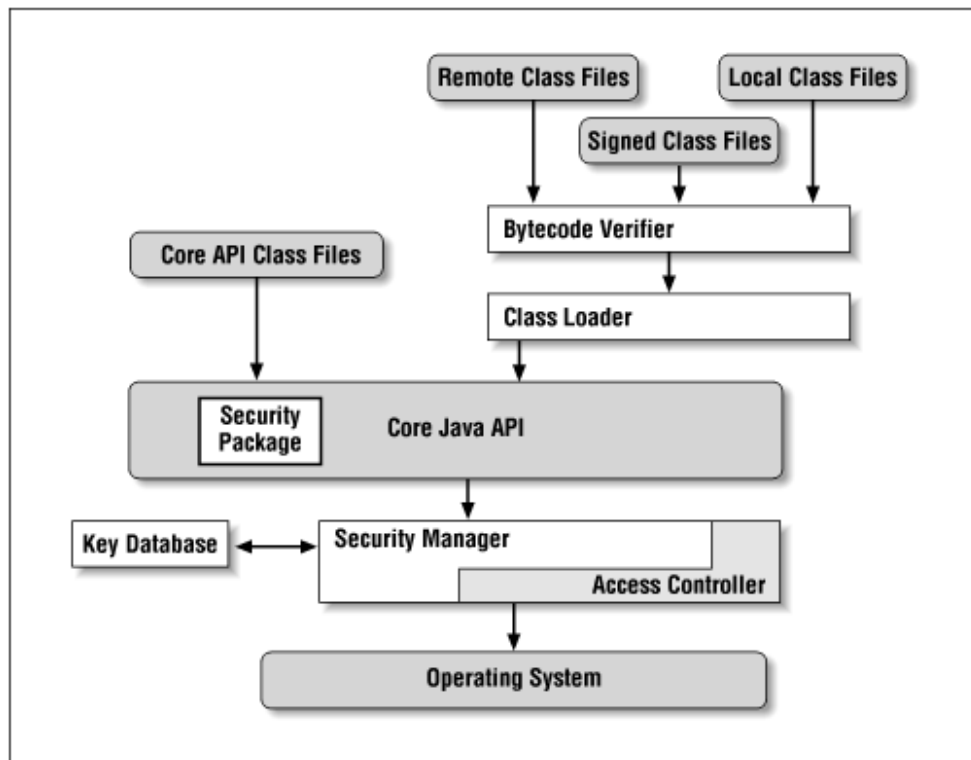 Remote Class Files
Local Class Files
Signed Class Files
Bytecode Verifier
Core API Class Files
Class Loader
Security
Package
Core Java API
Key Database
Security Manager
Access Controller
Operating System